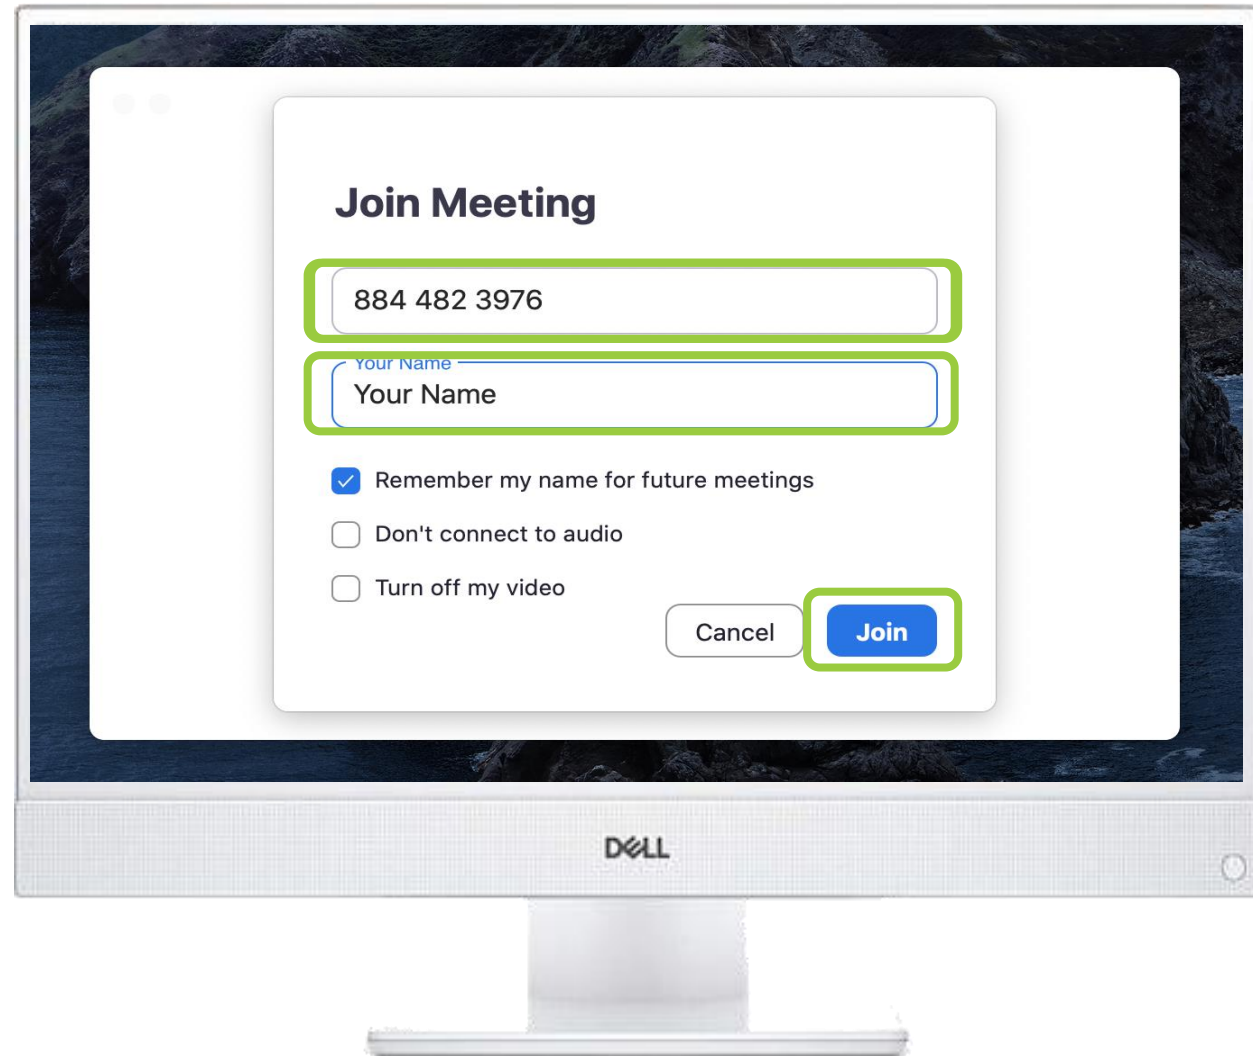 Join Meeting
884 482 3976
Your Name
Your Name
Remember my name for future meetings
Don't connect to audio
Turn off my video
Cancel Join
DELL